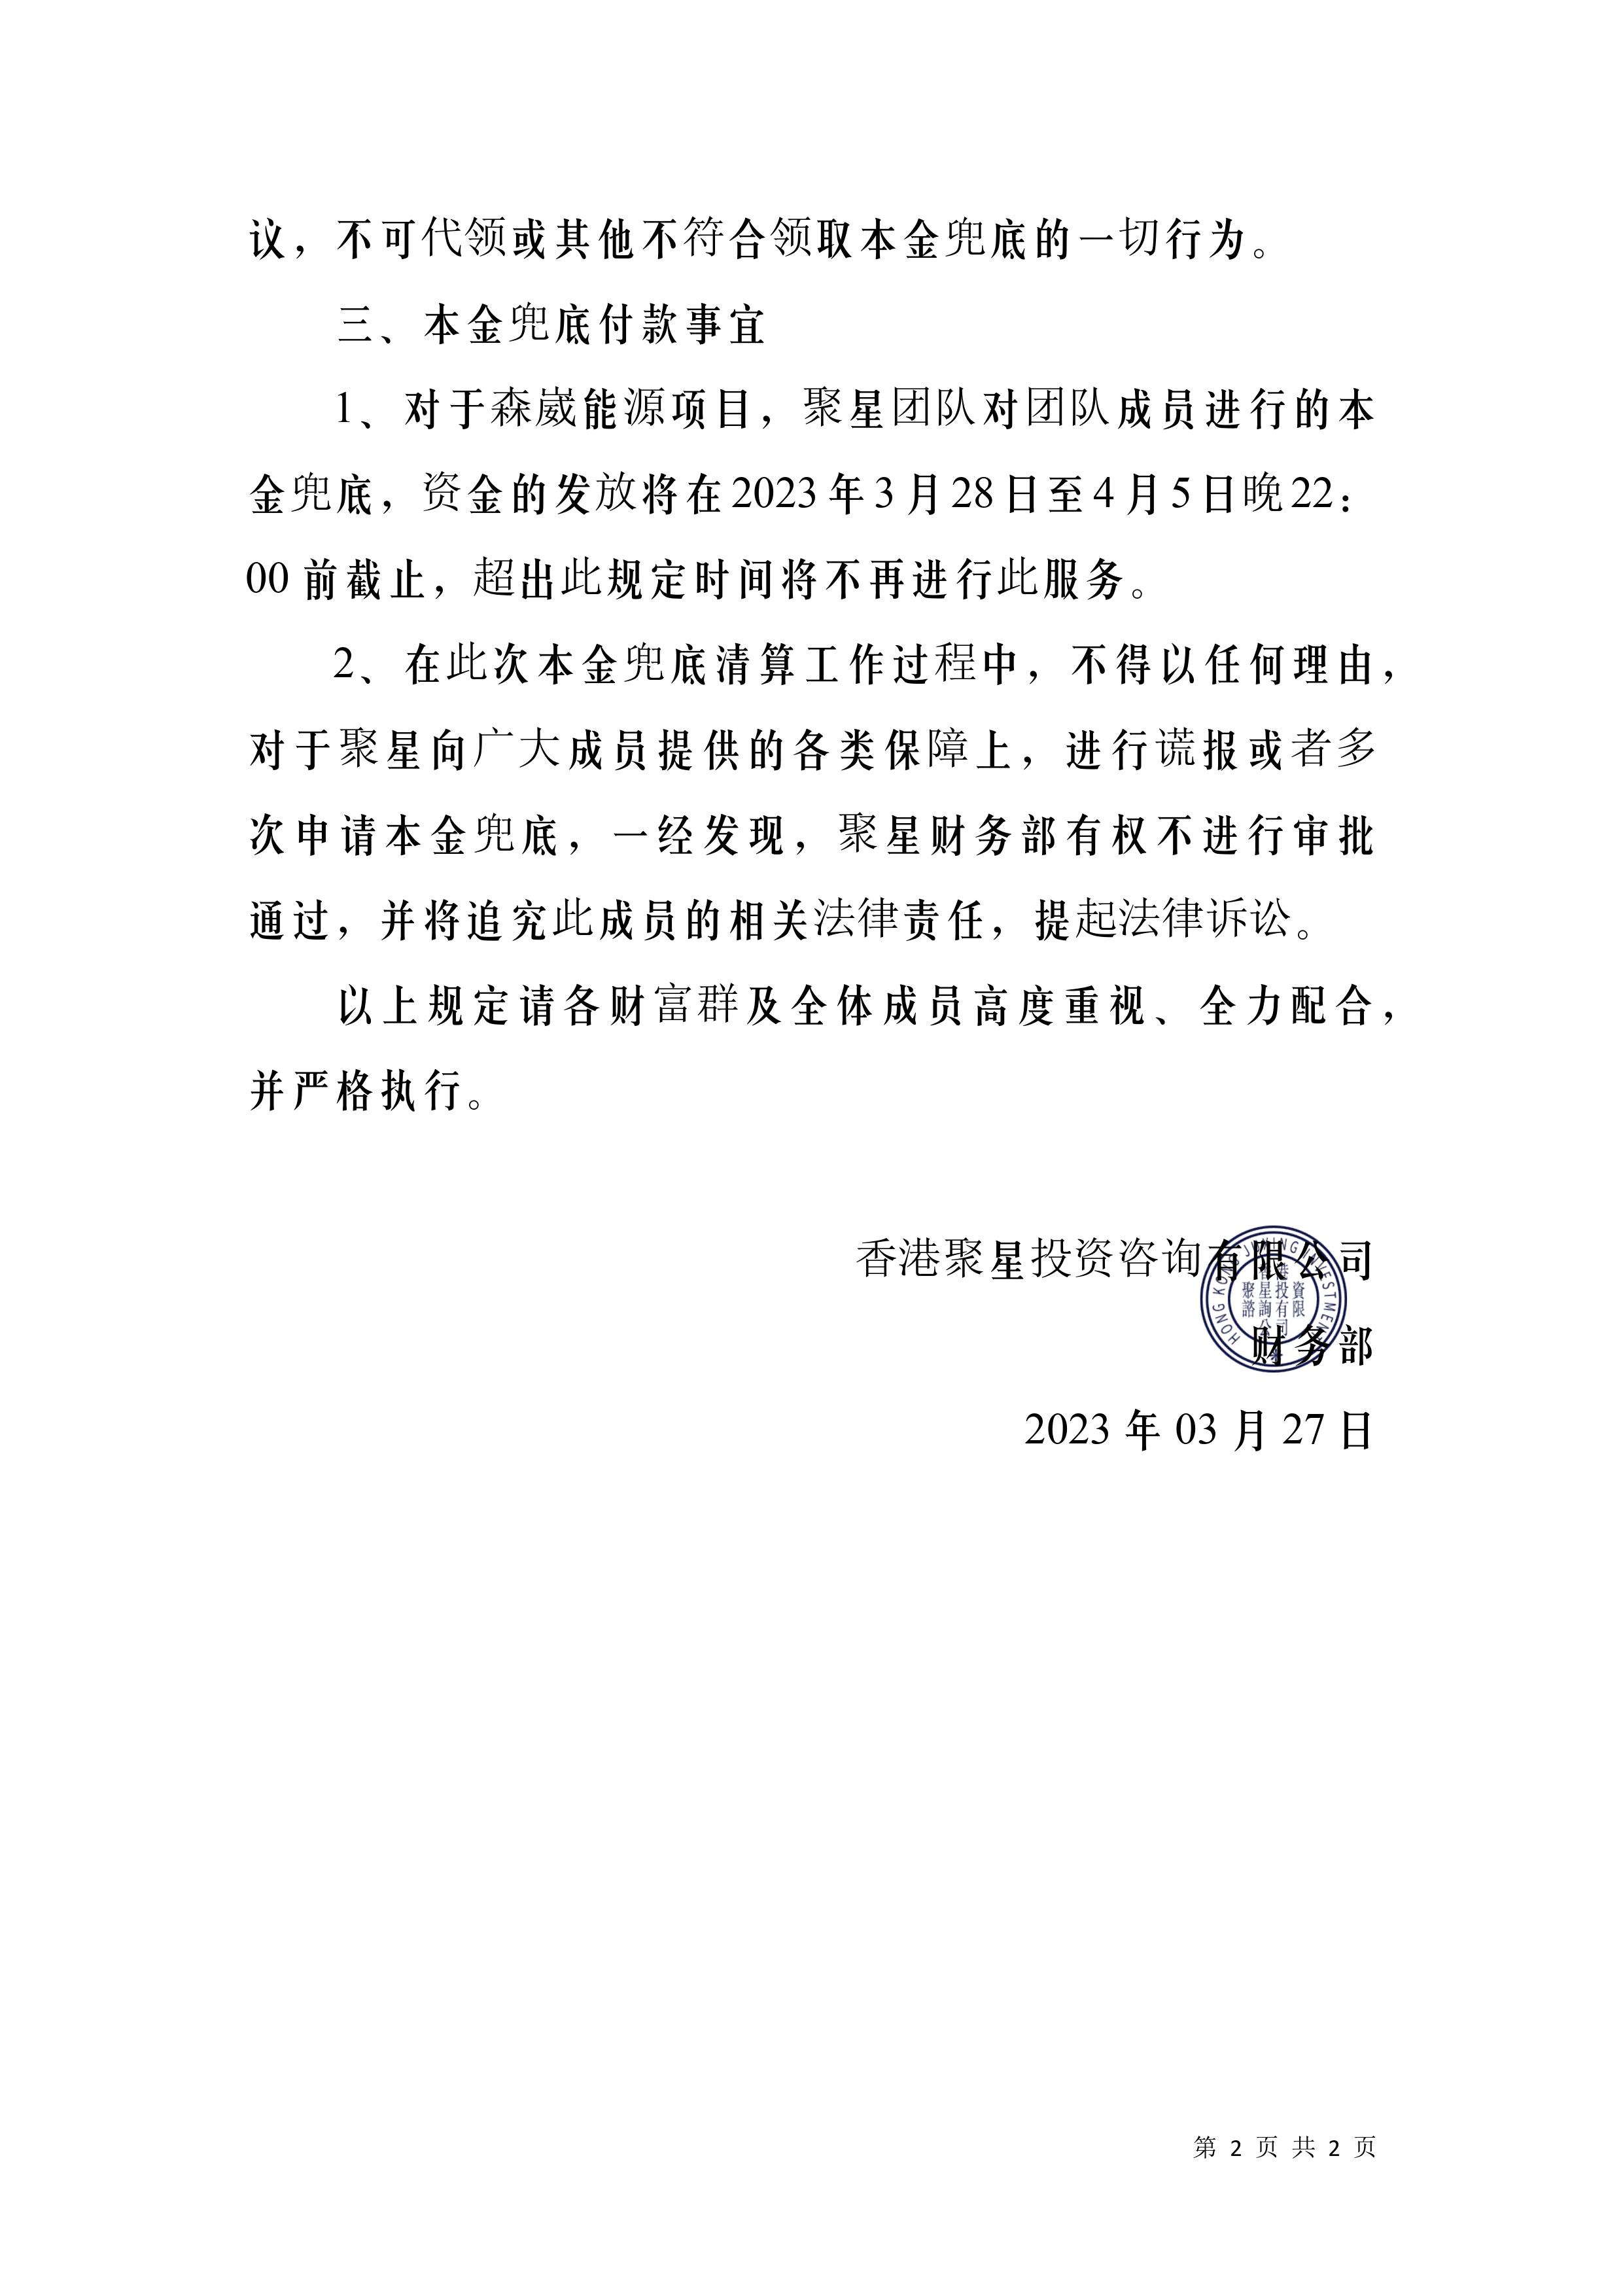 议，不可代领或其他不符合领取本金兜底的一切行为。
三、本金兜底付款事宜
1、对于森崴能源项目，聚星团队对团队成员进行的本
金兜底，资金的发放将在2023年3月28日至4月5日晚22：
00前截止，超出此规定时间将不再进行此服务。
2、在此次本金兜底清算工作过程中，不得以任何理由，
对于聚星向广大成员提供的各类保障上，进行谎报或者多
次申请本金兜底，一经发现，聚星财务部有权不进行审批
通过，并将追究此成员的相关法律责任，提起法律诉讼。
以上规定请各财富群及全体成员高度重视、全力配合，
并严格执行。
香港聚星投资咨询有限公司
HONG KONG JUXING INVESTMENT
香港
聚星投資
諮詢有限
公司
财务部
2023年03月27日
第 2 页 共 2 页